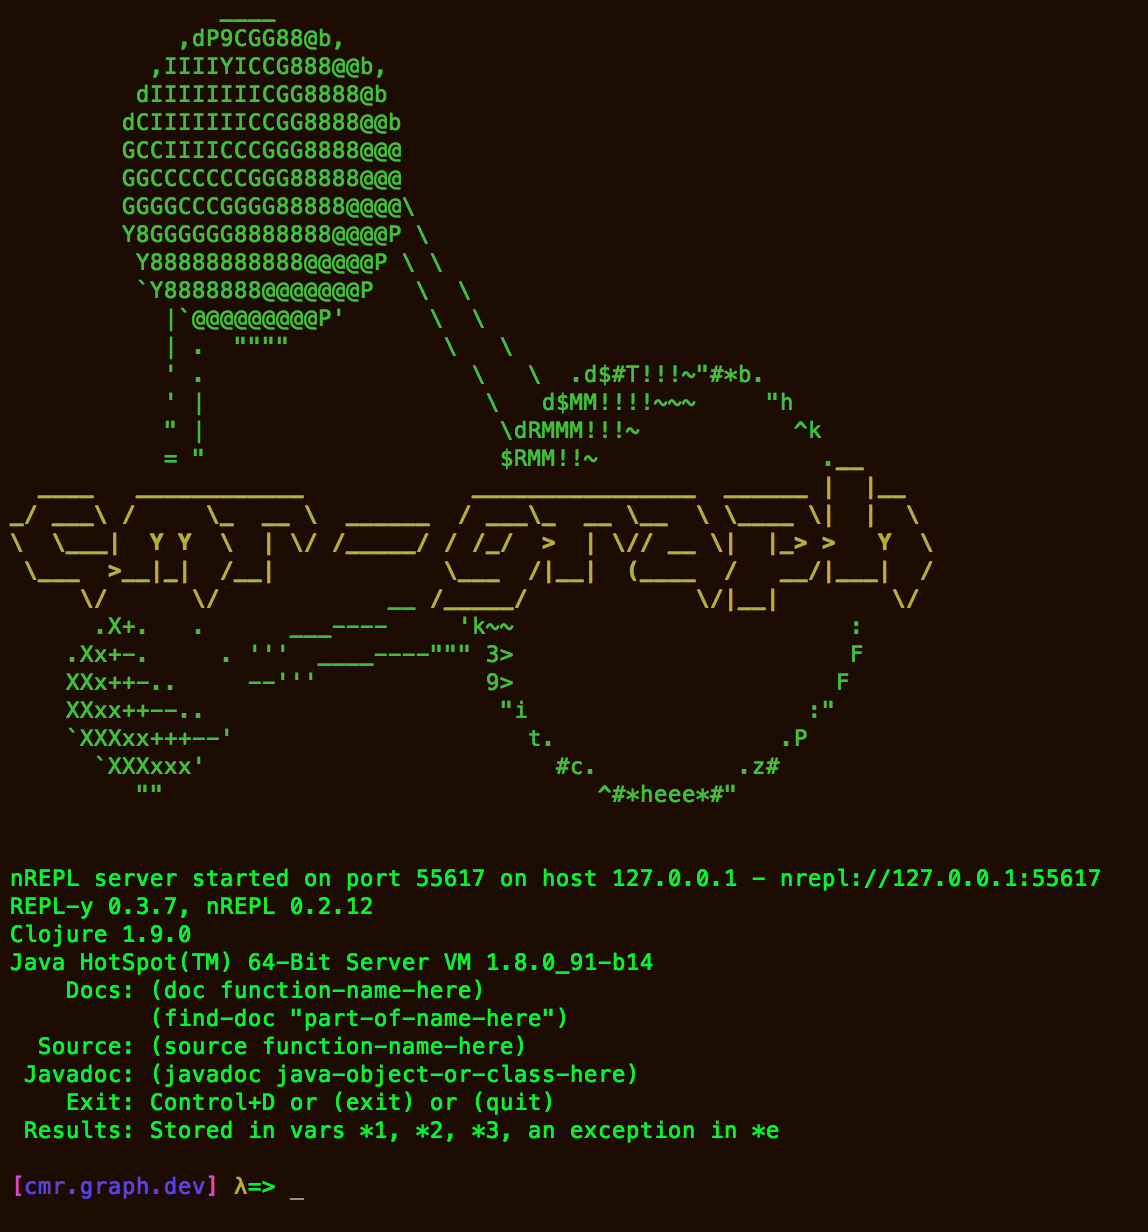 CMR-graph
nREPL server started on port 55617 on host 127.0.0.1 - nrepl://127.0.0.1:55617
REPL-y 0.3.7, nREPL 0.2.12
Clojure 1.9.0
Java HotSpot(TM) 64-Bit Server VM 1.8.0_91-b14
Docs: (doc function-name-here)
(find-doc "part-of-name-here")
Source: (source function-name-here)
Javadoc: (javadoc java-object-or-class-here)
Exit: Control+D or (exit) or (quit)
Results: Stored in vars *1, *2, *3, an exception in *e
[cmr.graph.dev] λ=> _